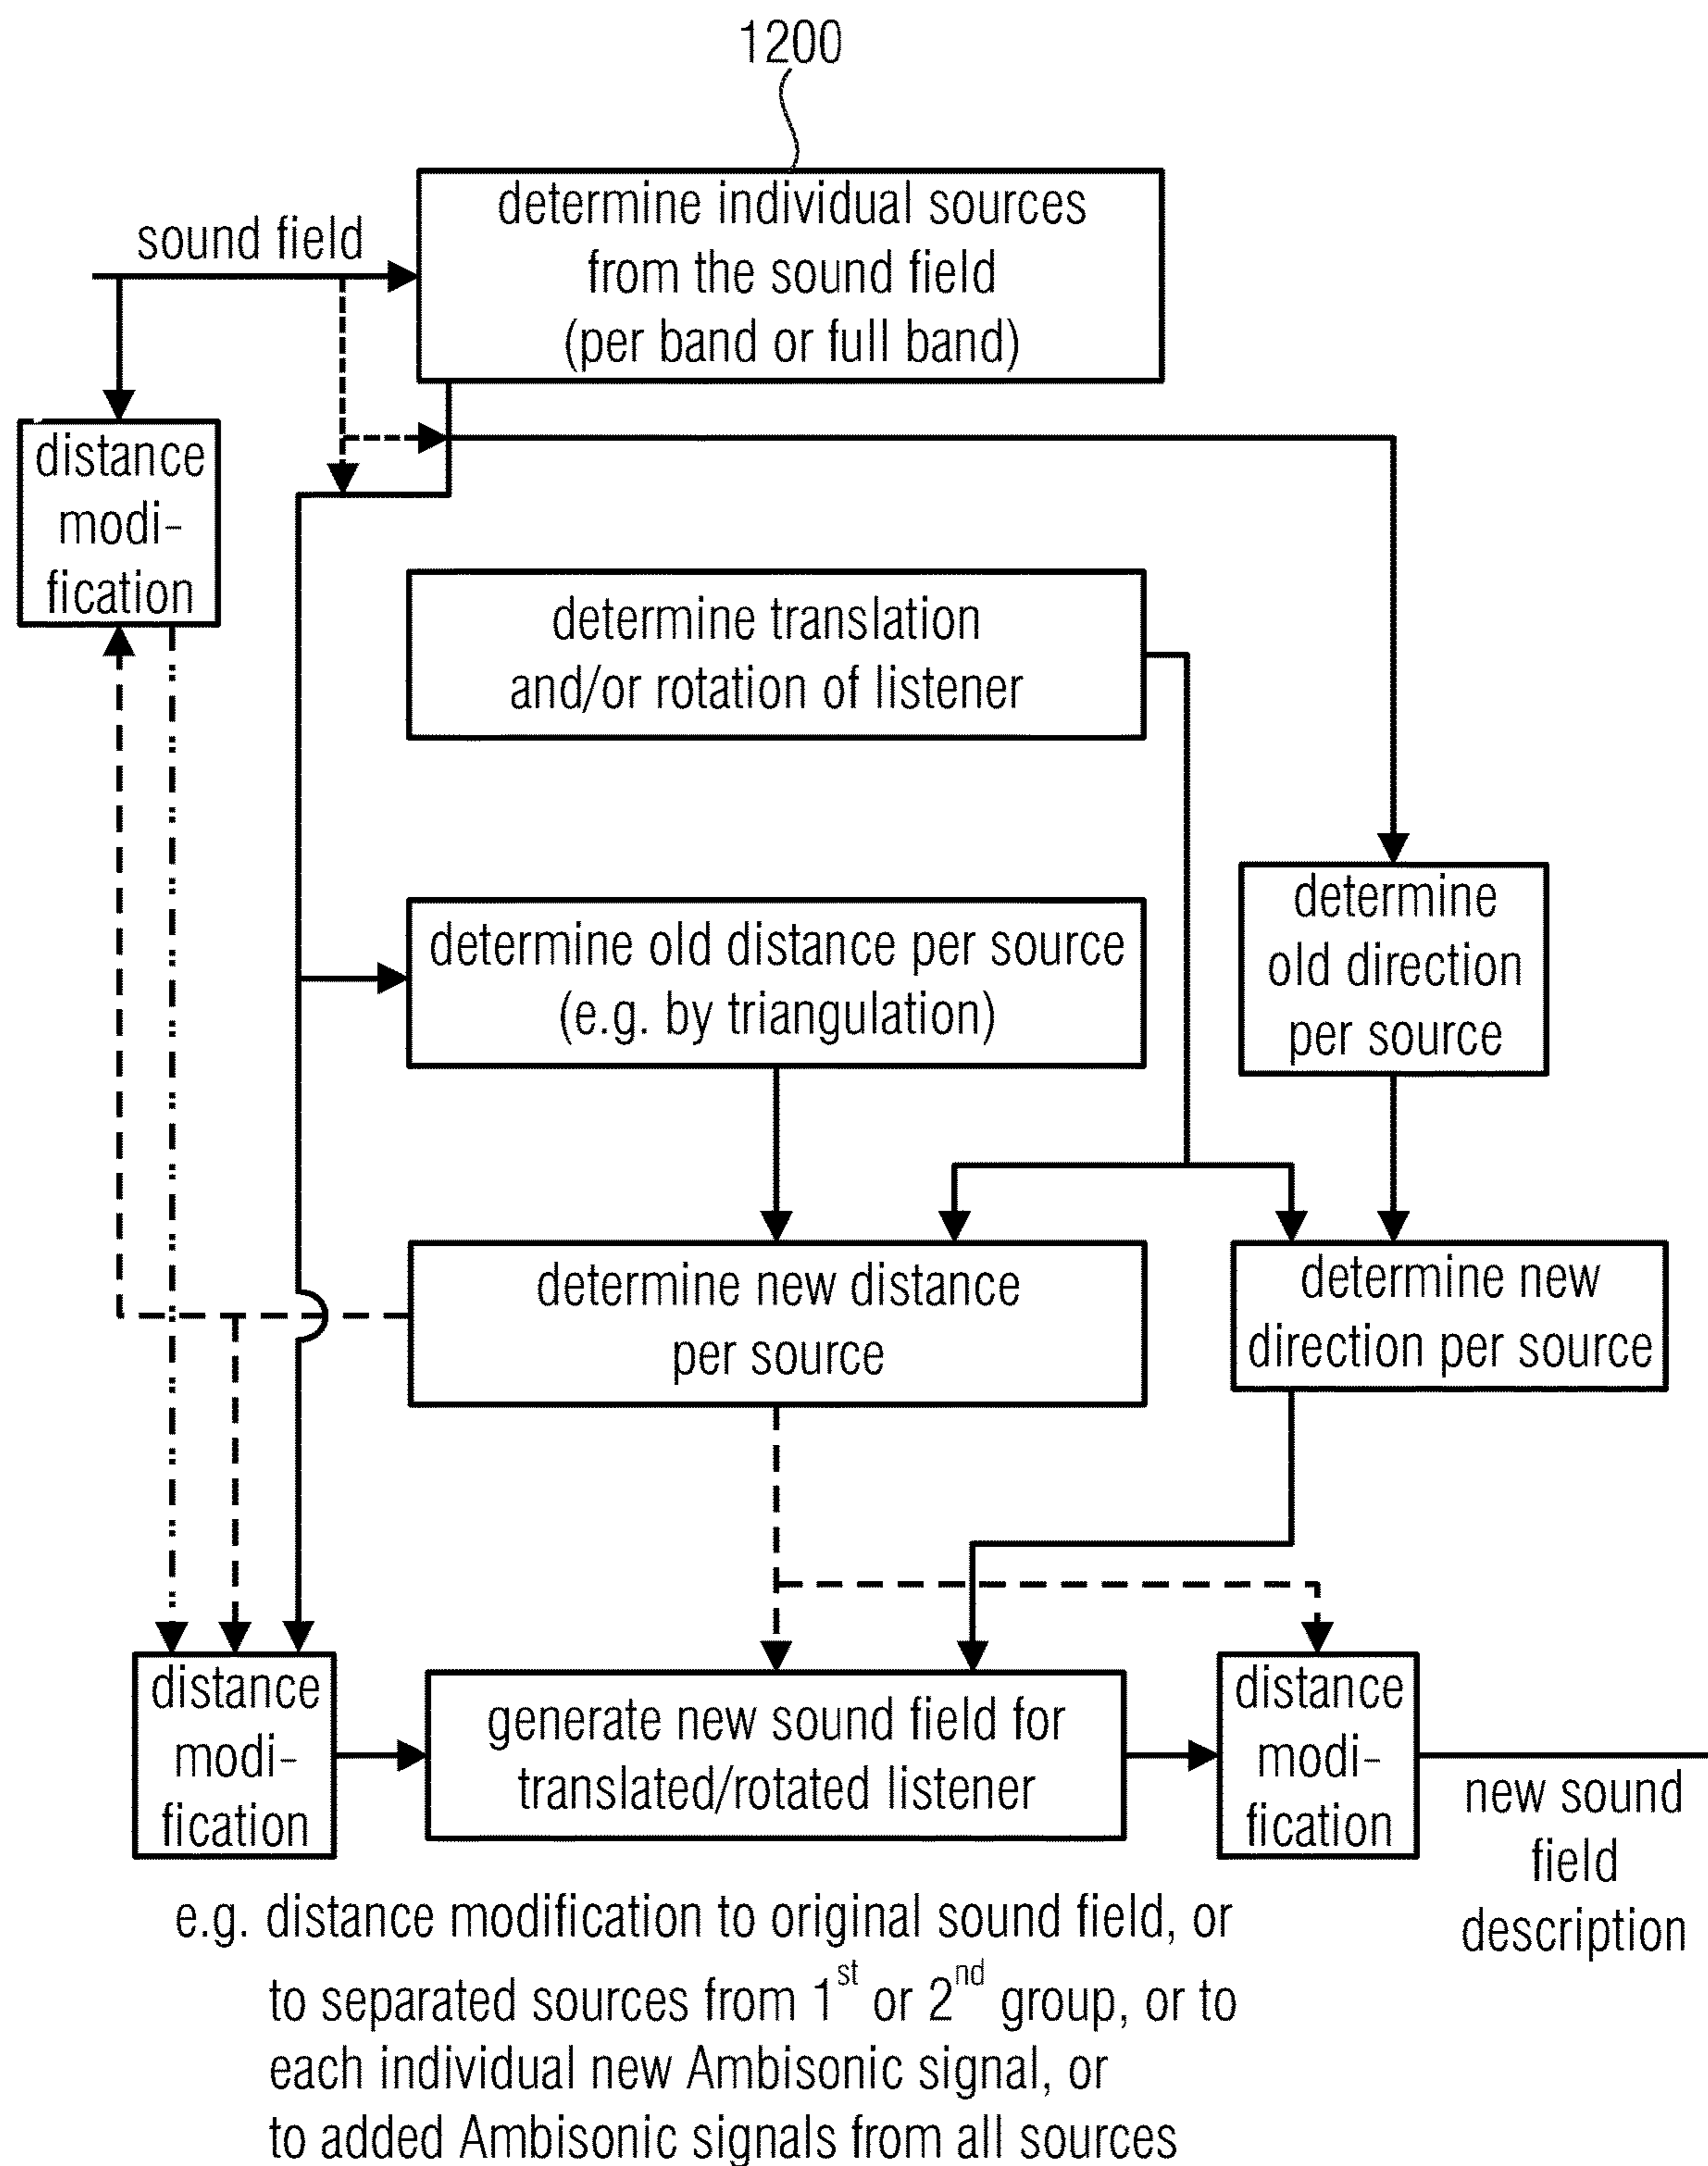 1200
determine individual sources
from the sound field
(per band or full band)
sound field
distance
modi-
fication
determine translation
and/or rotation of listener
determine old distance per source
(e.g. by triangulation)
determine
old direction
per source
determine new distance
per source
determine new
direction per source
distance
modi-
fication
generate new sound field for
translated/rotated listener
distance
modi-
fication
new sound
field
description
e.g. distance modification to original sound field, or
to separated sources from 1st or 2nd group, or to
each individual new Ambisonic signal, or
to added Ambisonic signals from all sources